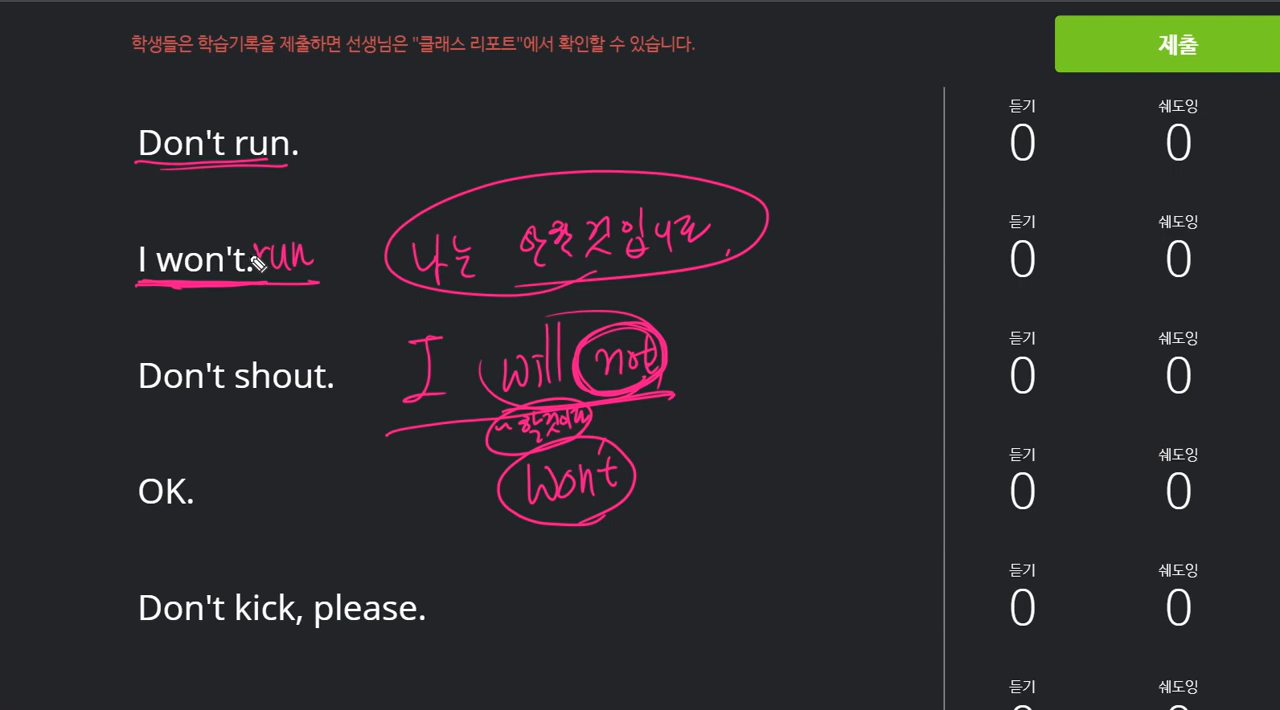 학생들은 학습기록을 제출하면 선생님은 "클래스 리포트"에서 확인할 수 있습니다.
제출
Don't run.
듣기 쉐도잉
0 0
I won't. run
나는 안할 것입니다.
듣기 쉐도잉
0 0
Don't shout.
I will not
듣기 쉐도잉
0 0
~할것이다
won't
OK.
듣기 쉐도잉
0 0
Don't kick, please.
듣기 쉐도잉
0 0
듣기 쉐도잉